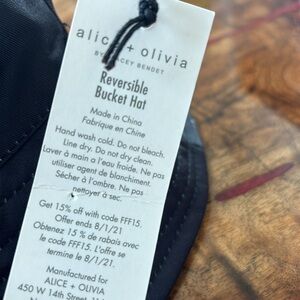 alice + olivia
BY STACEY BENDET
Reversible
Bucket Hat
Made in China
Fabriqué en Chine
Hand wash cold. Do not bleach.
Line dry. Do not dry clean.
Laver à main a l'eau froide. Ne pas
utiliser agent de blanchiment.
Sécher à l'ombre. Ne pas
nettoyer à sec.
Get 15% off with code FFF15.
Offer ends 8/1/21
Obtenez 15 % de rabais avec
le code FFF15. L'offre se
termine le 8/1/21.
Manufactured for
ALICE + OLIVIA
450 W 14th Street